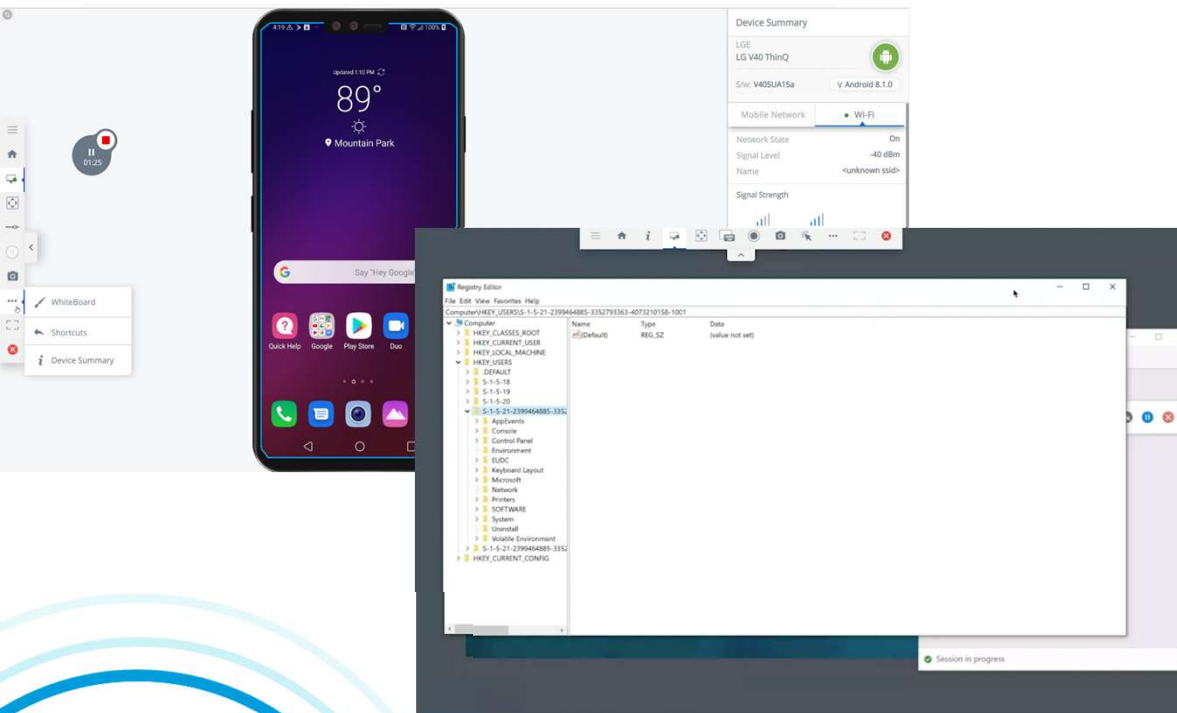 4:19
100%
Updated 1:10 PM
89°
Mountain Park
01:25
Say "Hey Google
WhiteBoard
Shortcuts
Device Summary
Quick Help Google Play Store Duo
Device Summary
LGE
LG V40 ThinQ
S/w: V405UA15a
V Android 8.1.0
Mobile Network
Wi-Fi
Network State On
Signal Level -40 dBm
Name <unknown ssid>
Signal Strength
Registry Editor
File Edit View Favorites Help
Computer\HKEY_USERS\S-1-5-21-2399464885-3352793363-4073210158-1001
Computer
HKEY_CLASSES_ROOT
HKEY_CURRENT_USER
HKEY_LOCAL_MACHINE
HKEY_USERS
.DEFAULT
S-1-5-18
S-1-5-19
S-1-5-20
S-1-5-21-2399464885-3352
AppEvents
Console
Control Panel
Environment
EUDC
Keyboard Layout
Microsoft
Network
Printers
SOFTWARE
System
Uninstall
Volatile Environment
S-1-5-21-2399464885-3352
HKEY_CURRENT_CONFIG
Name Type Data
(Default) REG_SZ (value not set)
Session in progress